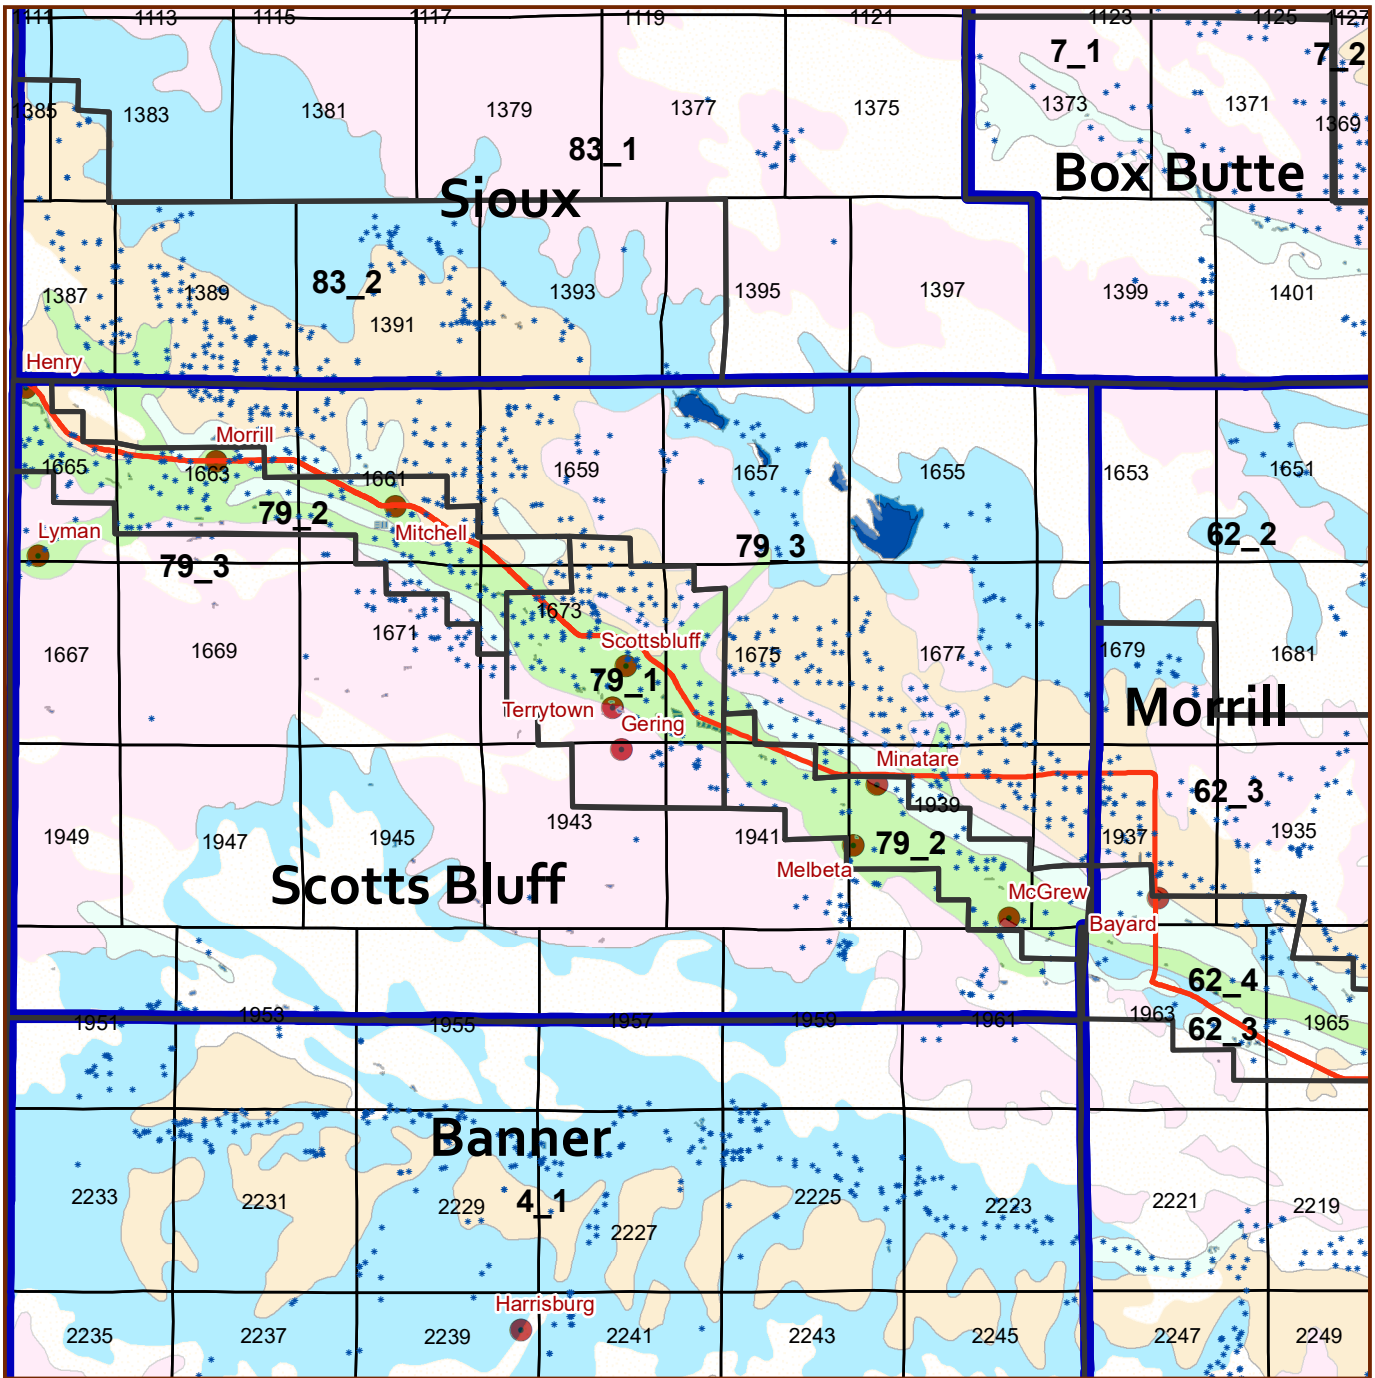 1111 1113 1115 1117 1119 1121 1123 1125 1127
7_1 7_2
1385 1383 1381 1379 1377 1375 1373 1371 1369
83_1
Sioux
Box Butte
83_2
1387 1389 1391 1393 1395 1397 1399 1401
Henry
Morrill
1665 1663 1661 1659 1657 1655 1653 1651
79_2
Lyman
Mitchell
79_3
79_3
62_2
1673
1667 1669 1671 1675 1677 1679 1681
Scottsbluff
79_1
Terrytown
Gering
Morrill
Minatare
62_3
1949 1947 1945 1943 1941 1939 1937 1935
79_2
Melbeta
Scotts Bluff
McGrew
Bayard
62_4
62_3
1951 1953 1955 1957 1959 1961 1963 1965
Banner
4_1
2233 2231 2229 2227 2225 2223 2221 2219
Harrisburg
2235 2237 2239 2241 2243 2245 2247 2249